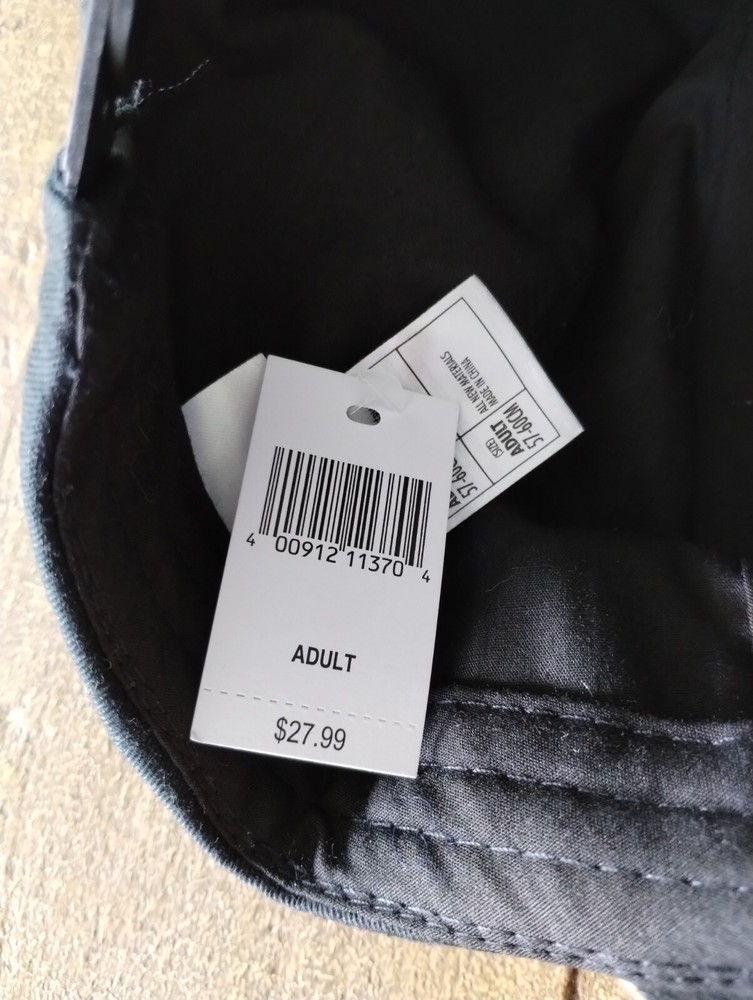 4 00912 11370 4
ADULT
$27.99
ALL NEW MATERIALS
MADE IN CHINA
(SIZE)
ADULT
57-60CM